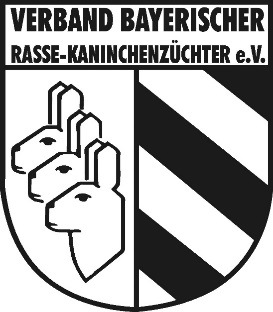 VERBAND BAYERISCHER
RASSE-KANINCHENZÜCHTER e.V.